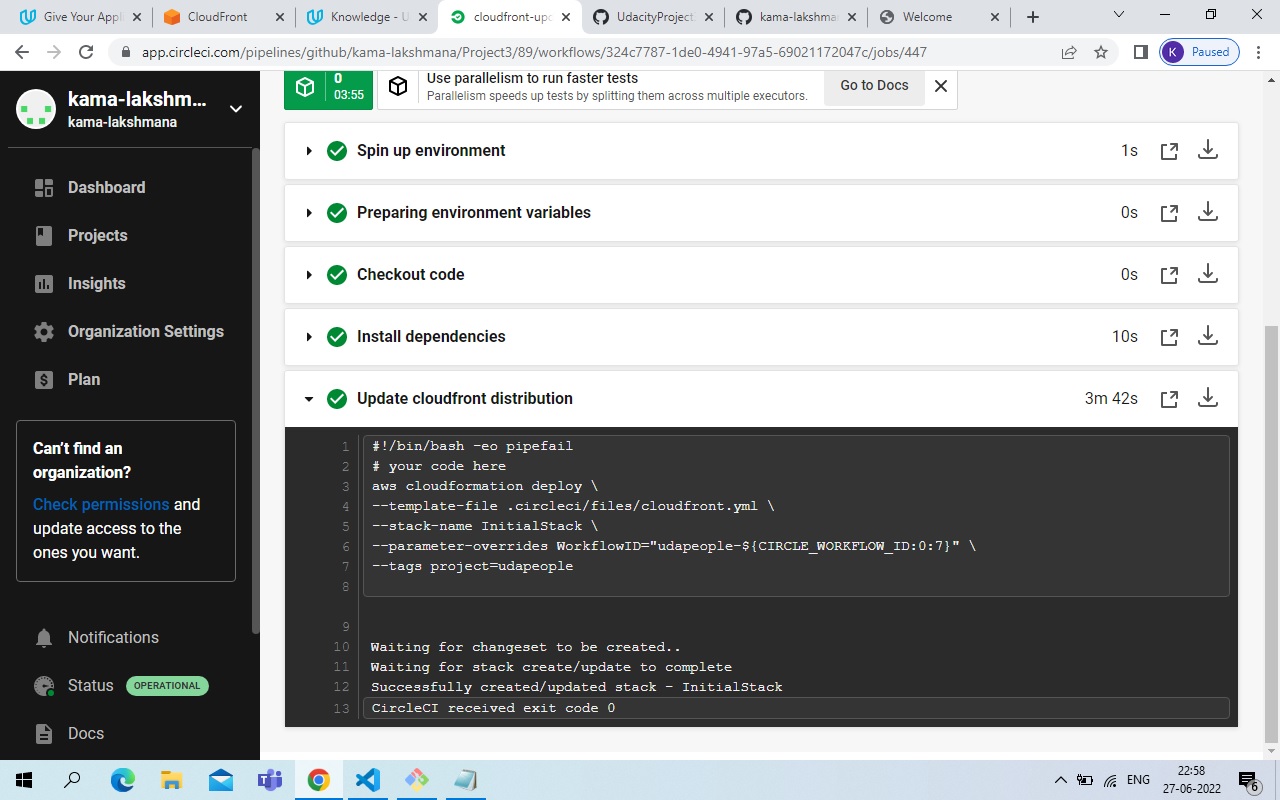 Give Your Appl
CloudFront
Knowledge - U
cloudfront-upd
UdacityProject
kama-lakshma
Welcome
app.circleci.com/pipelines/github/kama-lakshmana/Project3/89/workflows/324c7787-1de0-4941-97a5-69021172047c/jobs/447
K Paused
kama-lakshm...
kama-lakshmana
Dashboard
Projects
Insights
Organization Settings
Plan
Can't find an
organization?
Check permissions and
update access to the
ones you want.
Notifications
Status OPERATIONAL
Docs
0
03:55
Use parallelism to run faster tests
Parallelism speeds up tests by splitting them across multiple executors.
Go to Docs
Spin up environment 1s
Preparing environment variables 0s
Checkout code 0s
Install dependencies 10s
Update cloudfront distribution 3m 42s
1 #!/bin/bash -eo pipefail
2 # your code here
3 aws cloudformation deploy \
4 --template-file .circleci/files/cloudfront.yml \
5 --stack-name InitialStack \
6 --parameter-overrides WorkflowID="udapeople-${CIRCLE_WORKFLOW_ID:0:7}" \
7 --tags project=udapeople
8
9
10 Waiting for changeset to be created..
11 Waiting for stack create/update to complete
12 Successfully created/updated stack - InitialStack
13 CircleCI received exit code 0
ENG
22:58
27-06-2022
6